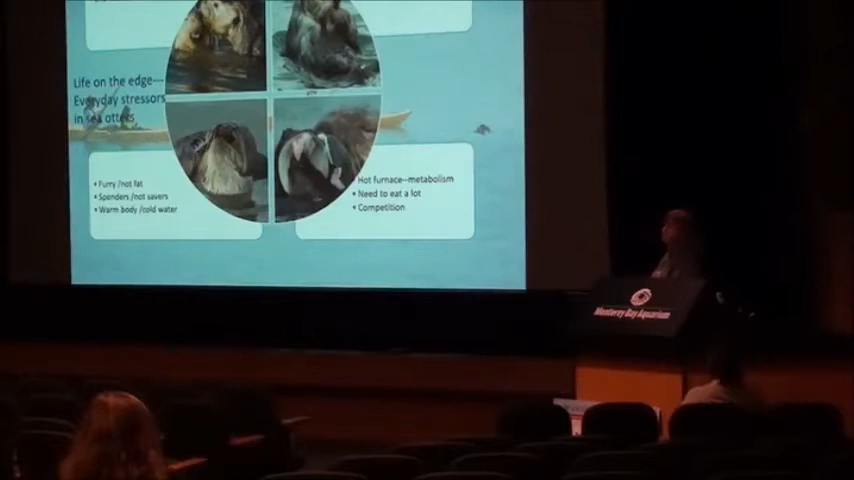 Life on the edge—
Everyday stressors
in sea otters
• Furry /not fat
• Spenders /not savers
• Warm body /cold water
• Hot furnace--metabolism
• Need to eat a lot
• Competition
Monterey Bay Aquarium